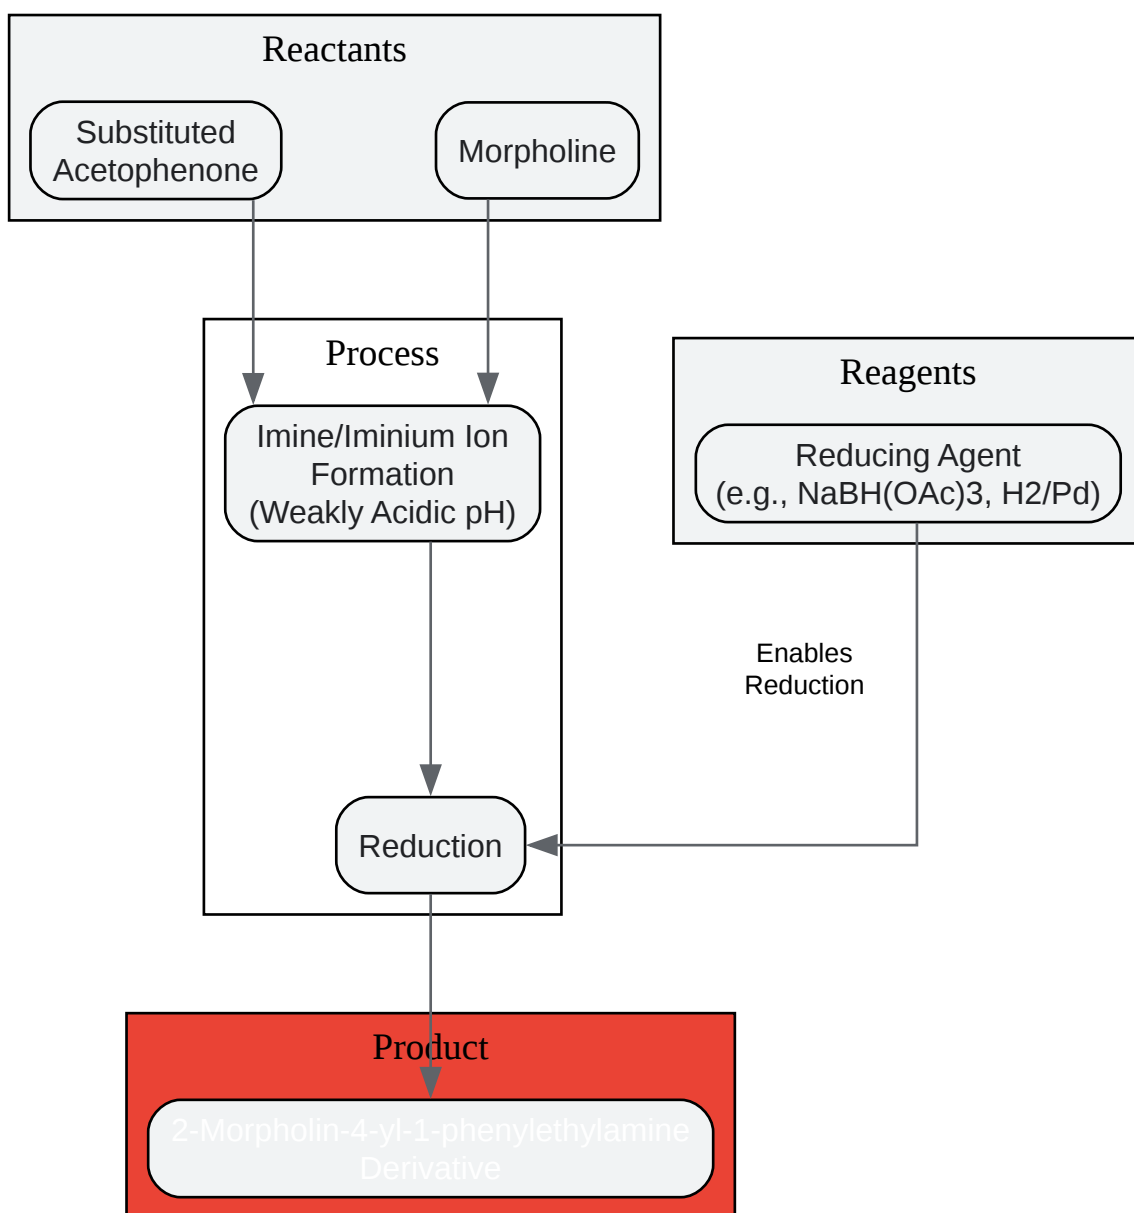 Reactants
Substituted
Acetophenone
Morpholine
Process
Imine/Iminium Ion
Formation
(Weakly Acidic pH)
Reagents
Reducing Agent
(e.g., NaBH(OAc)3, H2/Pd)
Enables
Reduction
Reduction
Product
2-Morpholin-4-yl-1-phenylethylamine
Derivative